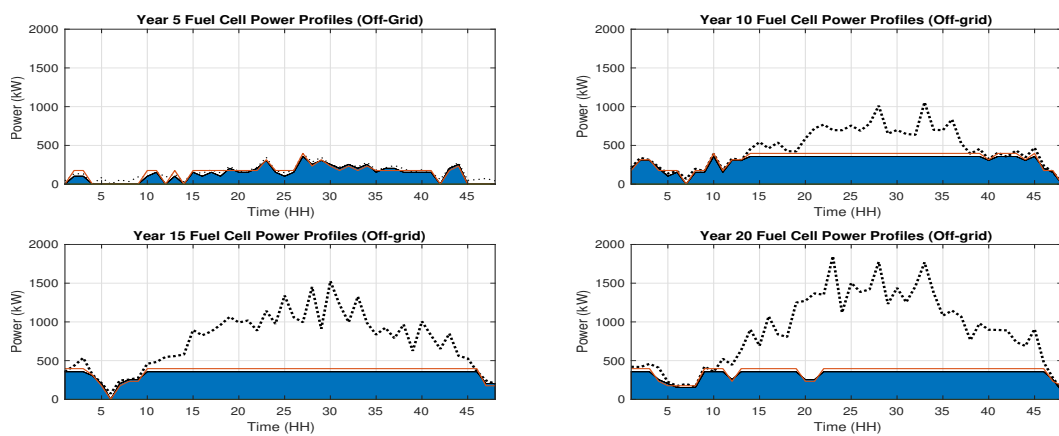 Year 5 Fuel Cell Power Profiles (Off-Grid)
2000
1500
1000
500
0
Power (kW)
5 10 15 20 25 30 35 40 45
Time (HH)
Year 10 Fuel Cell Power Profiles (Off-grid)
2000
1500
1000
500
0
Power (kW)
5 10 15 20 25 30 35 40 45
Time (HH)
Year 15 Fuel Cell Power Profiles (Off-grid)
2000
1500
1000
500
0
Power (kW)
5 10 15 20 25 30 35 40 45
Time (HH)
Year 20 Fuel Cell Power Profiles (Off-grid)
2000
1500
1000
500
0
Power (kW)
5 10 15 20 25 30 35 40 45
Time (HH)